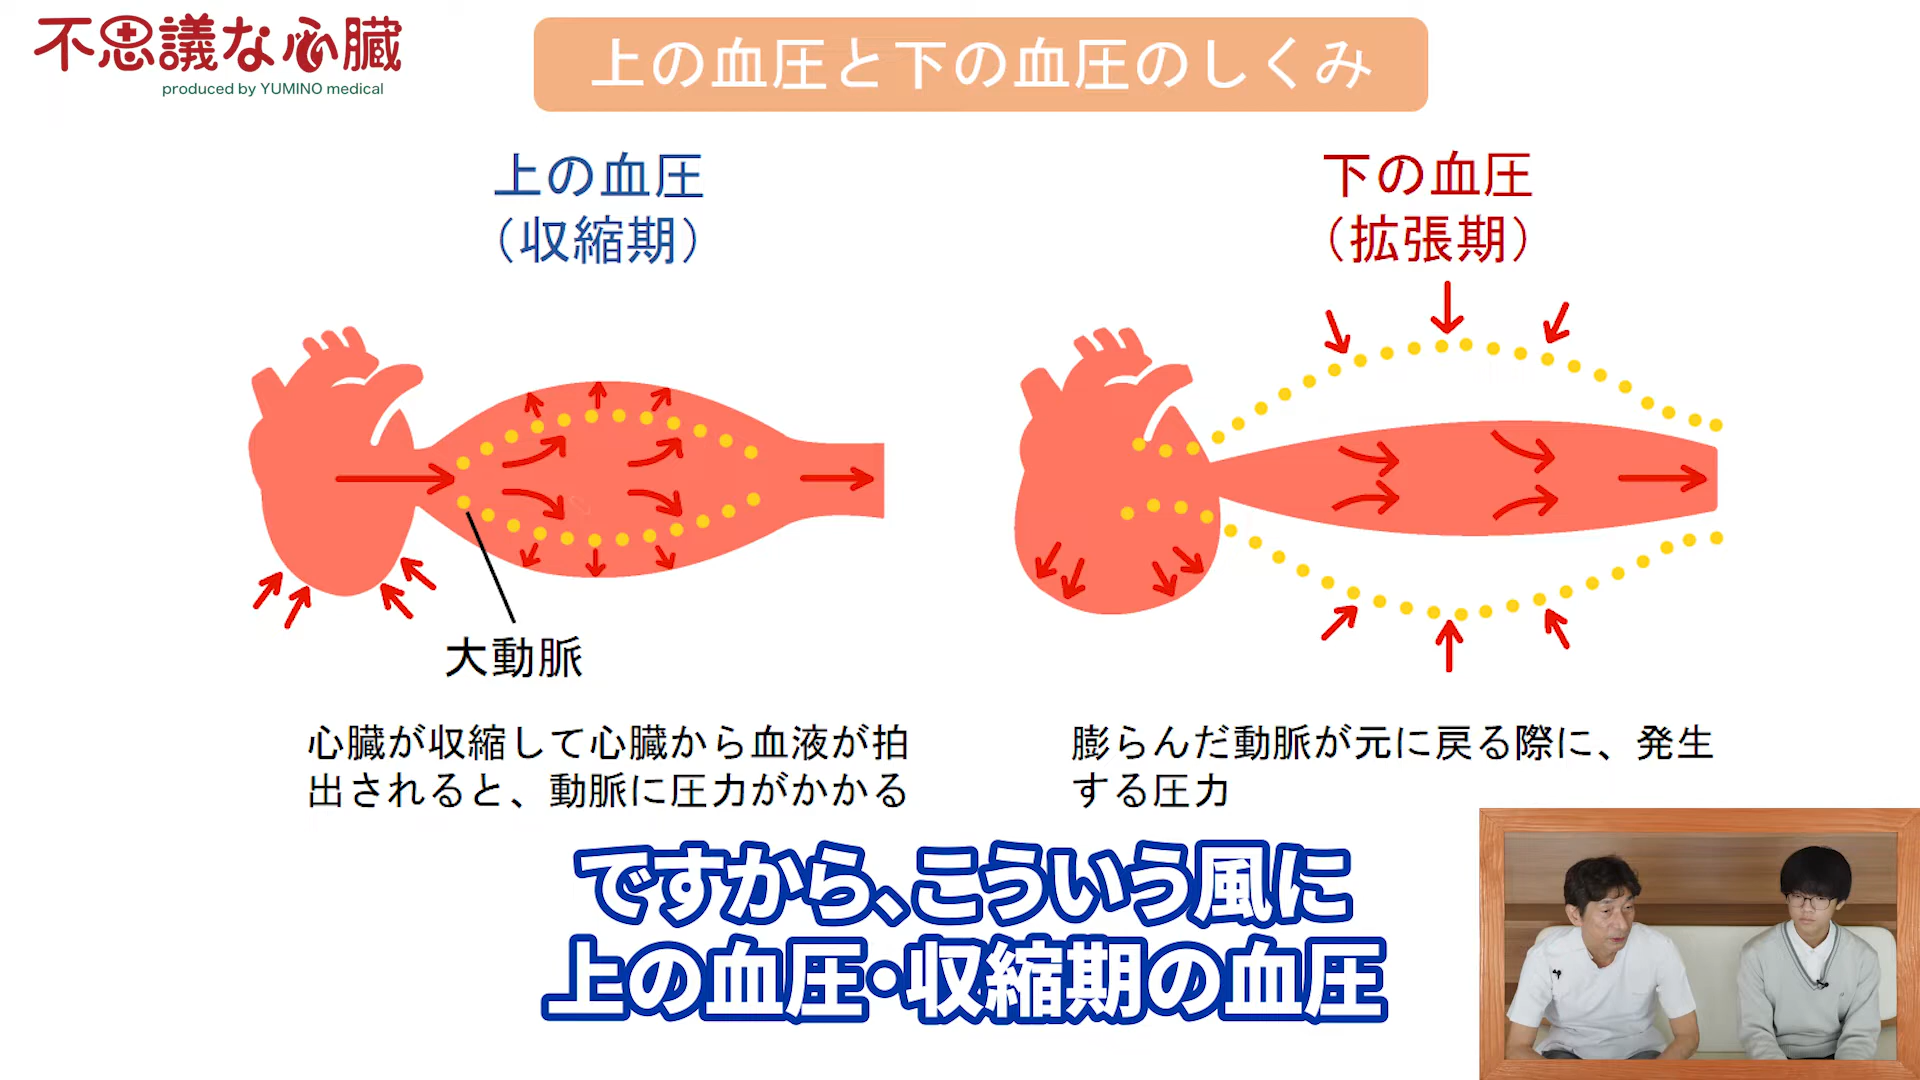 不思議な心臓
produced by YUMINO medical
上の血圧と下の血圧のしくみ
上の血圧
（収縮期）
下の血圧
（拡張期）
大動脈
心臓が収縮して心臓から血液が拍
出されると、動脈に圧力がかかる
膨らんだ動脈が元に戻る際に、発生
する圧力
ですから、こういう風に
上の血圧・収縮期の血圧